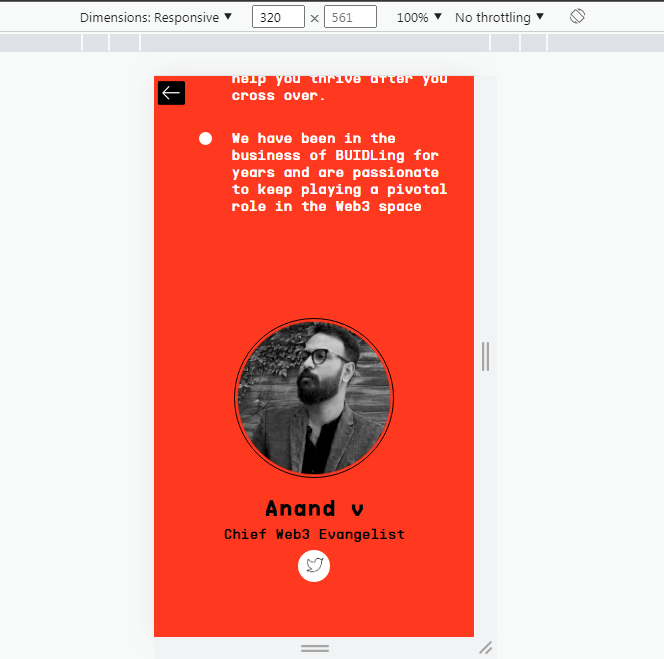 Dimensions: Responsive ▼ 320 × 561 100% ▼ No throttling ▼
help you thrive after you
cross over.
We have been in the
business of BUIDLing for
years and are passionate
to keep playing a pivotal
role in the Web3 space
Anand v
Chief Web3 Evangelist